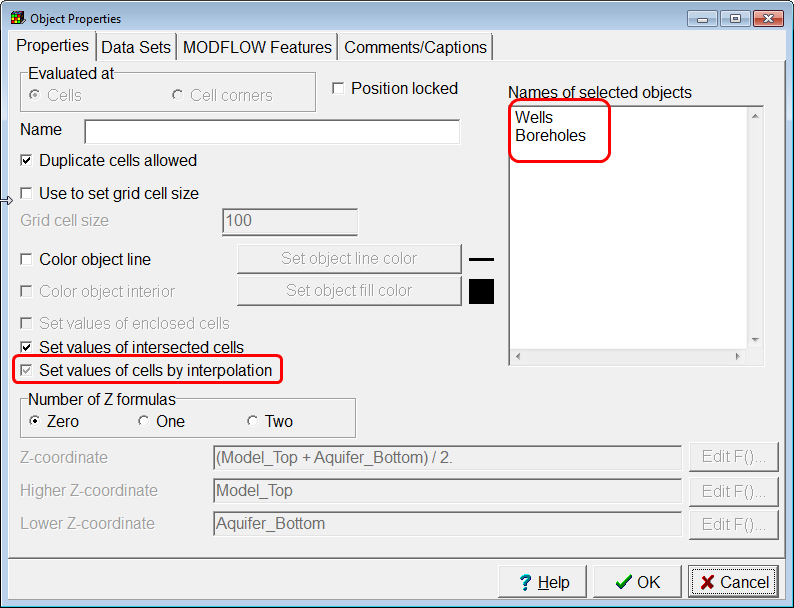 Object Properties
Properties Data Sets MODFLOW Features Comments/Captions
Evaluated at
Cells Cell corners
Position locked
Names of selected objects
Wells
Boreholes
Name
Duplicate cells allowed
Use to set grid cell size
Grid cell size 100
Color object line Set object line color
Color object interior Set object fill color
Set values of enclosed cells
Set values of intersected cells
Set values of cells by interpolation
Number of Z formulas
Zero One Two
Z-coordinate (Model_Top + Aquifer_Bottom) / 2. Edit F()...
Higher Z-coordinate Model_Top Edit F()...
Lower Z-coordinate Aquifer_Bottom Edit F()...
? Help OK Cancel